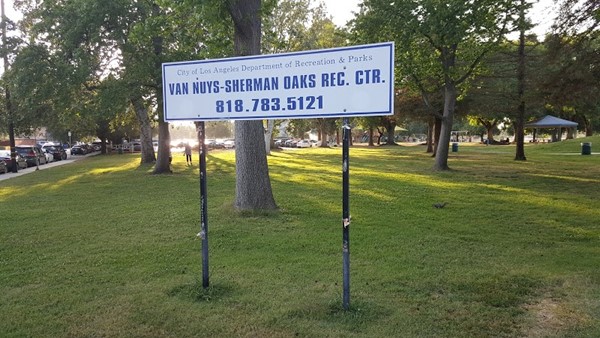 City of Los Angeles Department of Recreation & Parks
VAN NUYS-SHERMAN OAKS REC. CTR.
818.783.5121